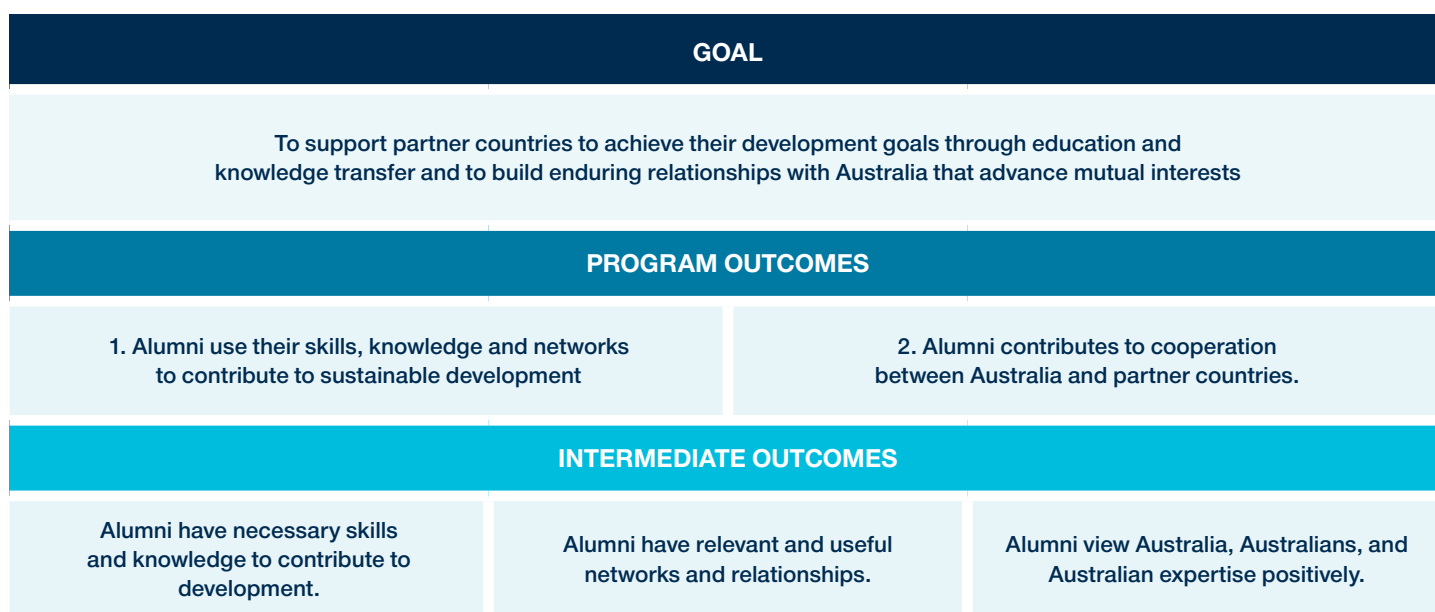 GOAL
To support partner countries to achieve their development goals through education and
knowledge transfer and to build enduring relationships with Australia that advance mutual interests
PROGRAM OUTCOMES
1. Alumni use their skills, knowledge and networks
to contribute to sustainable development
2. Alumni contributes to cooperation
between Australia and partner countries.
INTERMEDIATE OUTCOMES
Alumni have necessary skills
and knowledge to contribute to
development.
Alumni have relevant and useful
networks and relationships.
Alumni view Australia, Australians, and
Australian expertise positively.